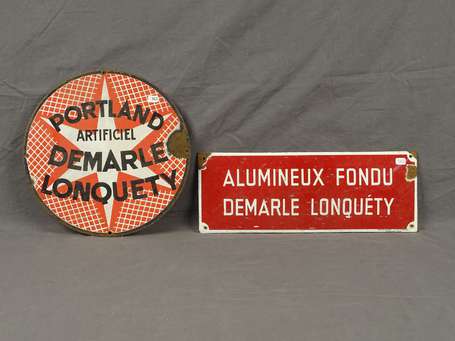 PORTLAND
ARTIFICIEL
DEMARLE
LONQUETY
ALUMINEUX FONDU
DEMARLE LONQUÉTY